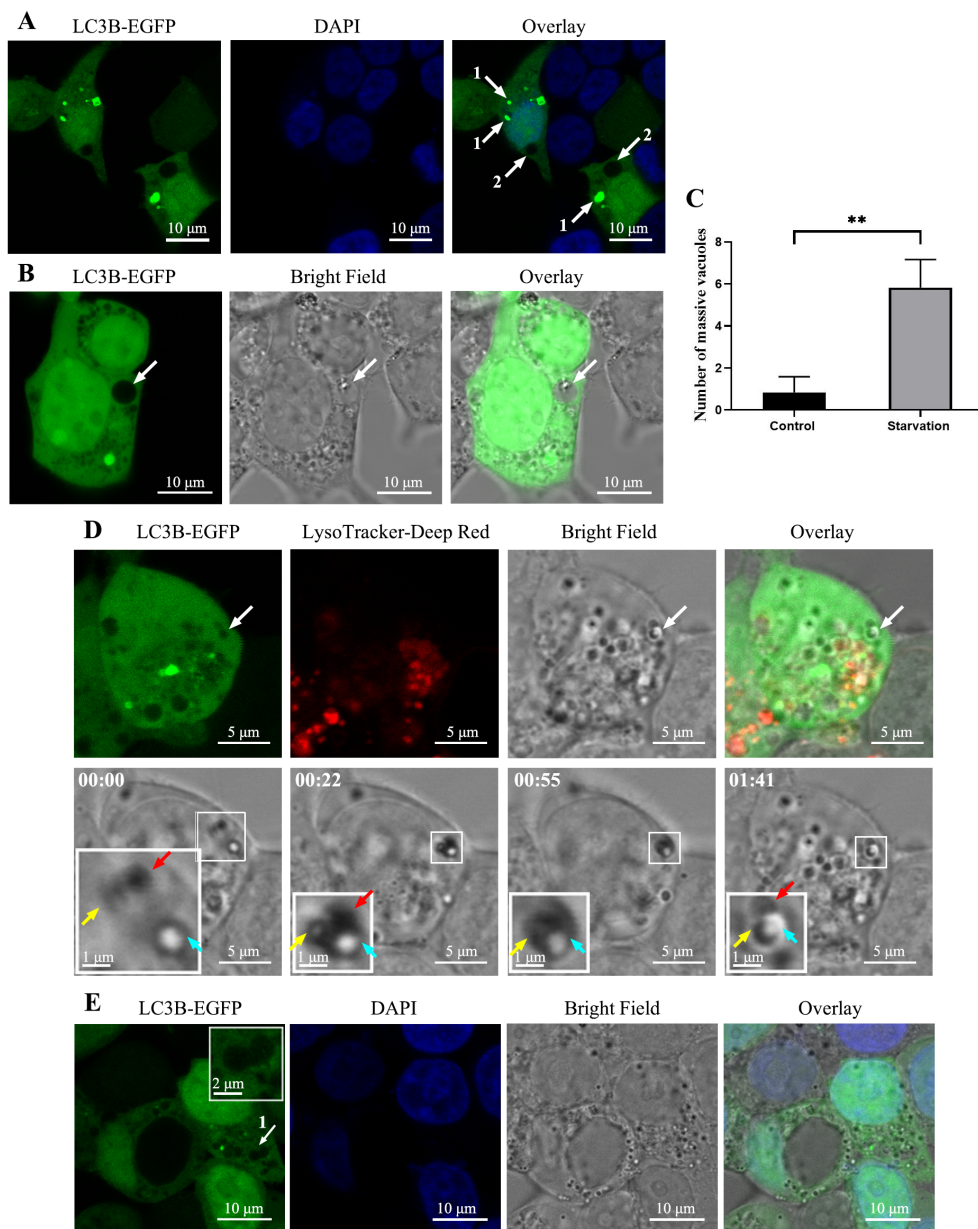 A
LC3B-EGFP DAPI Overlay
1
1
2
2
1
10 μm 10 μm 10 μm
B
LC3B-EGFP Bright Field Overlay
10 μm 10 μm 10 μm
C
**
Number of massive vacuoles
8
6
4
2
0
Control Starvation
D
LC3B-EGFP LysoTracker-Deep Red Bright Field Overlay
5 μm 5 μm 5 μm 5 μm
00:00 00:22 00:55 01:41
1 μm 5 μm 1 μm 5 μm 1 μm 5 μm 1 μm 5 μm
E
LC3B-EGFP DAPI Bright Field Overlay
2 μm
1
10 μm 10 μm 10 μm 10 μm